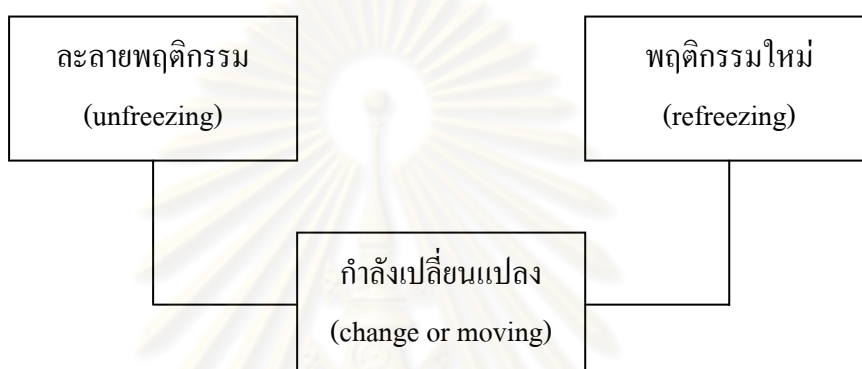 ละลายพฤติกรรม
(unfreezing)
พฤติกรรมใหม่
(refreezing)
กำลังเปลี่ยนแปลง
(change or moving)